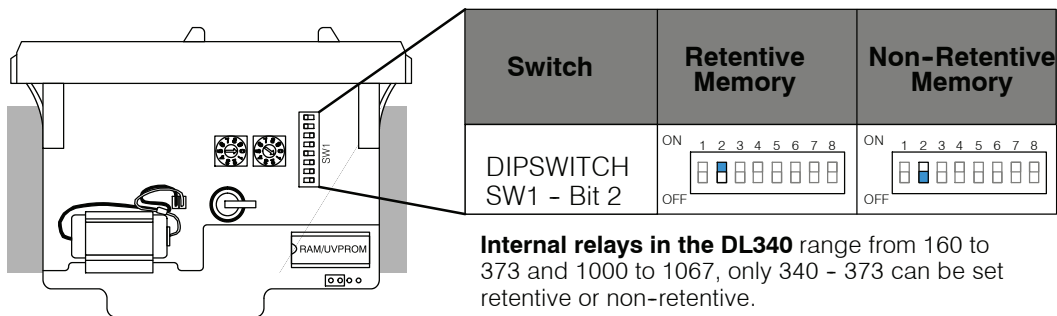 Switch
Retentive
Memory
Non-Retentive
Memory
DIPSWITCH
SW1 - Bit 2
ON
1 2 3 4 5 6 7 8
OFF
ON
1 2 3 4 5 6 7 8
OFF
SW1
RAM/UVPROM
Internal relays in the DL340 range from 160 to
373 and 1000 to 1067, only 340 - 373 can be set
retentive or non-retentive.